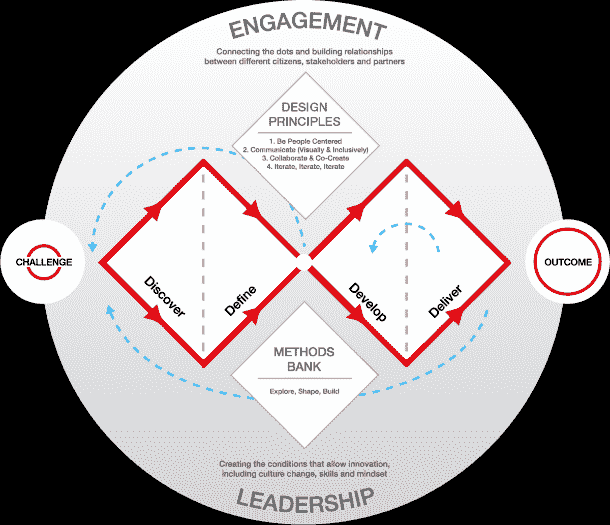 ENGAGEMENT
Connecting the dots and building relationships
between different citizens, stakeholders and partners
DESIGN
PRINCIPLES
1. Be People Centered
2. Communicate (Visually & Inclusively)
3. Collaborate & Co-Create
4. Iterate, Iterate, Iterate
CHALLENGE
Discover
Define
Develop
Deliver
OUTCOME
METHODS
BANK
Explore, Shape, Build
Creating the conditions that allow innovation,
including culture change, skills and mindset
LEADERSHIP